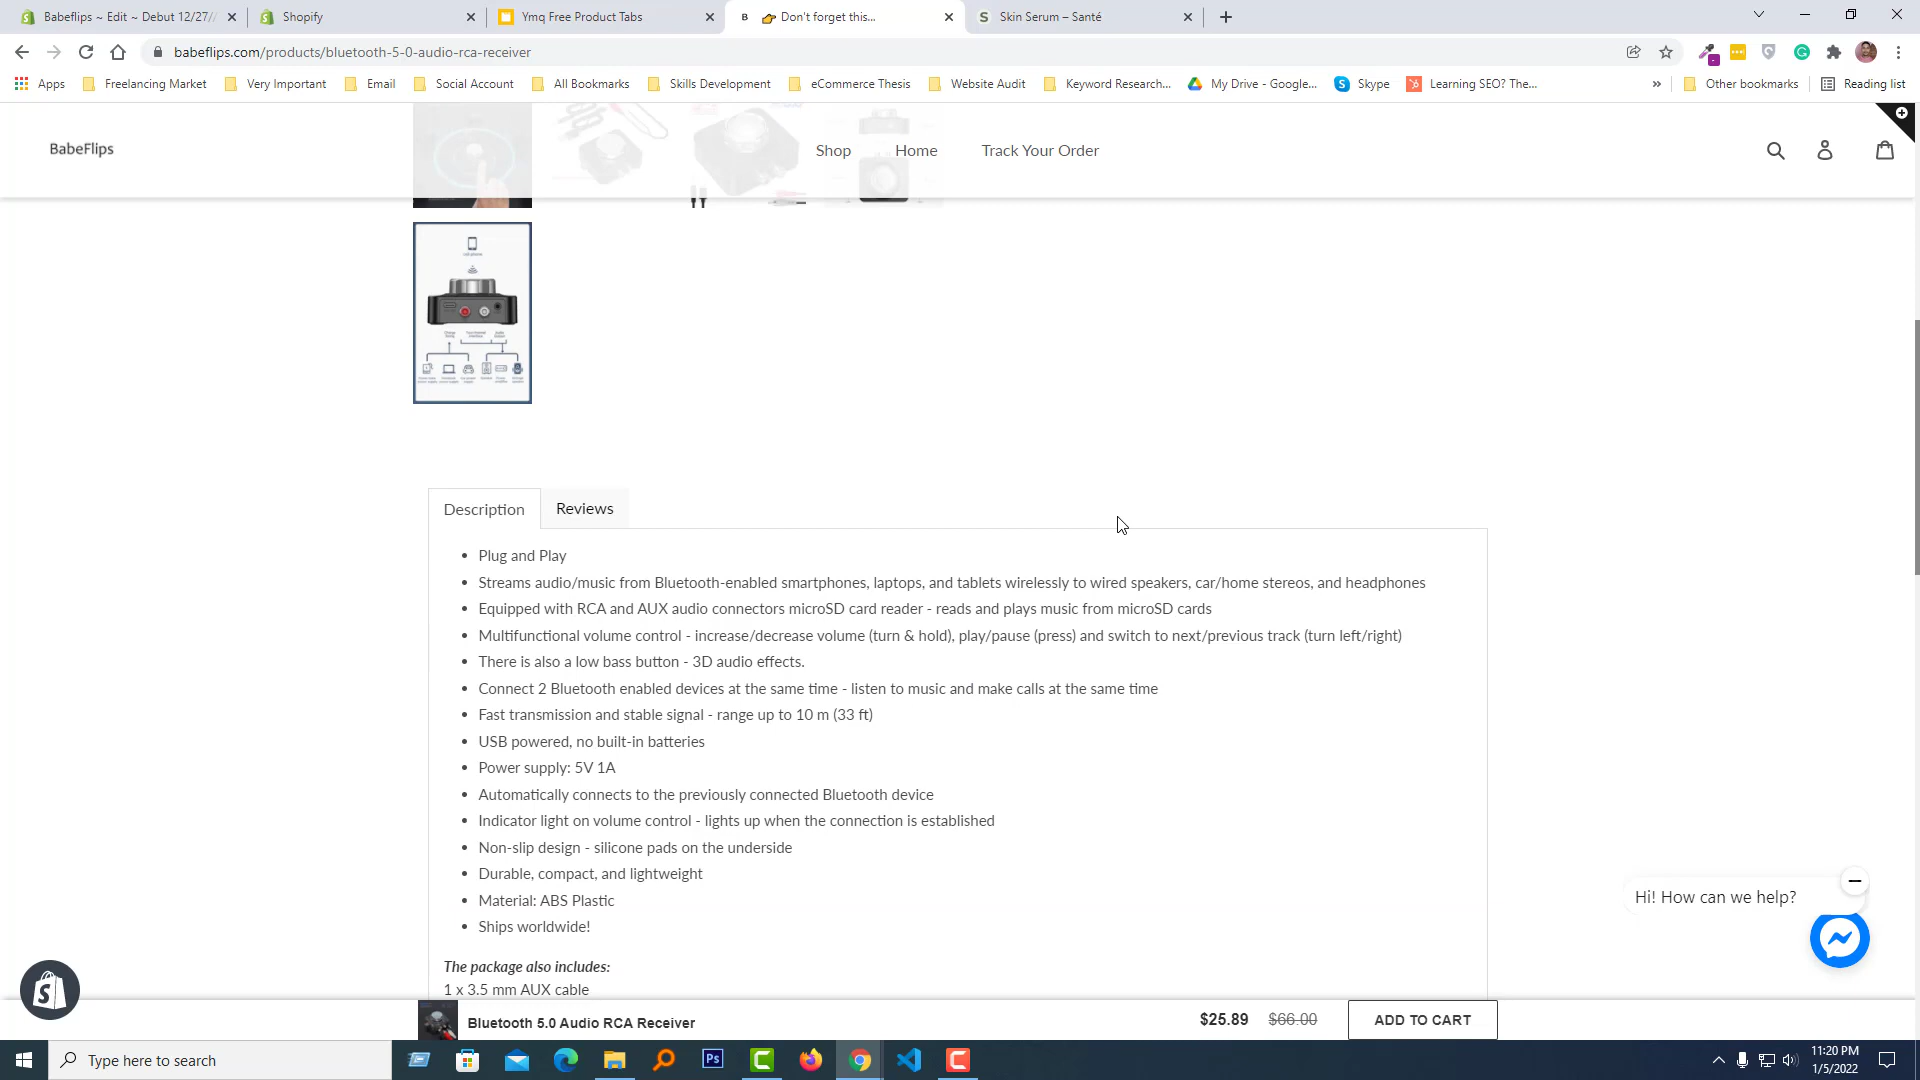 Babeflips ~ Edit ~ Debut 12/27//
Shopify
Ymq Free Product Tabs
B
Don't forget this...
Skin Serum – Santé
babeflips.com/products/bluetooth-5-0-audio-rca-receiver
Apps
Freelancing Market
Very Important
Email
Social Account
All Bookmarks
Skills Development
eCommerce Thesis
Website Audit
Keyword Research...
My Drive - Google...
Skype
Learning SEO? The...
»
Other bookmarks
Reading list
BabeFlips
Shop
Home
Track Your Order
Description
Reviews
• Plug and Play
• Streams audio/music from Bluetooth-enabled smartphones, laptops, and tablets wirelessly to wired speakers, car/home stereos, and headphones
• Equipped with RCA and AUX audio connectors microSD card reader - reads and plays music from microSD cards
• Multifunctional volume control - increase/decrease volume (turn & hold), play/pause (press) and switch to next/previous track (turn left/right)
• There is also a low bass button - 3D audio effects.
• Connect 2 Bluetooth enabled devices at the same time - listen to music and make calls at the same time
• Fast transmission and stable signal - range up to 10 m (33 ft)
• USB powered, no built-in batteries
• Power supply: 5V 1A
• Automatically connects to the previously connected Bluetooth device
• Indicator light on volume control - lights up when the connection is established
• Non-slip design - silicone pads on the underside
• Durable, compact, and lightweight
• Material: ABS Plastic
• Ships worldwide!
The package also includes:
1 x 3.5 mm AUX cable
Hi! How can we help?
Bluetooth 5.0 Audio RCA Receiver
$25.89 $66.00
ADD TO CART
Type here to search
Ps
11:20 PM
1/5/2022